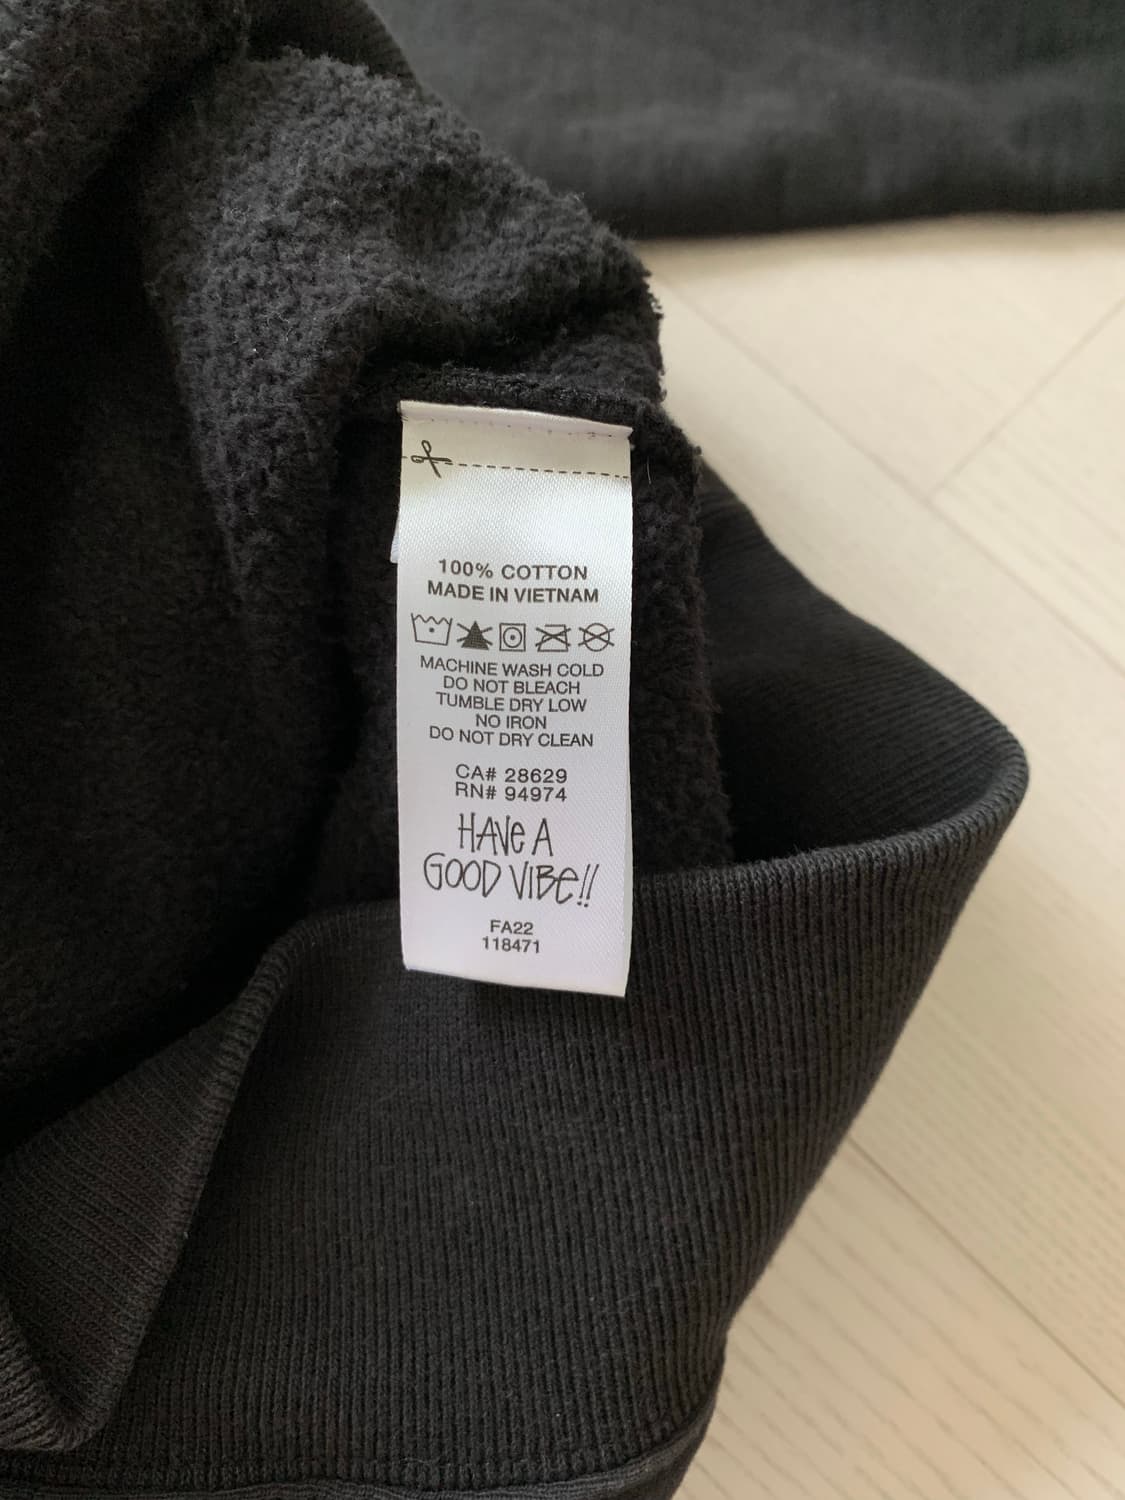 100% COTTON
MADE IN VIETNAM
MACHINE WASH COLD
DO NOT BLEACH
TUMBLE DRY LOW
NO IRON
DO NOT DRY CLEAN
CA# 28629
RN# 94974
HAVE A
GOOD VIBE!!
FA22
118471